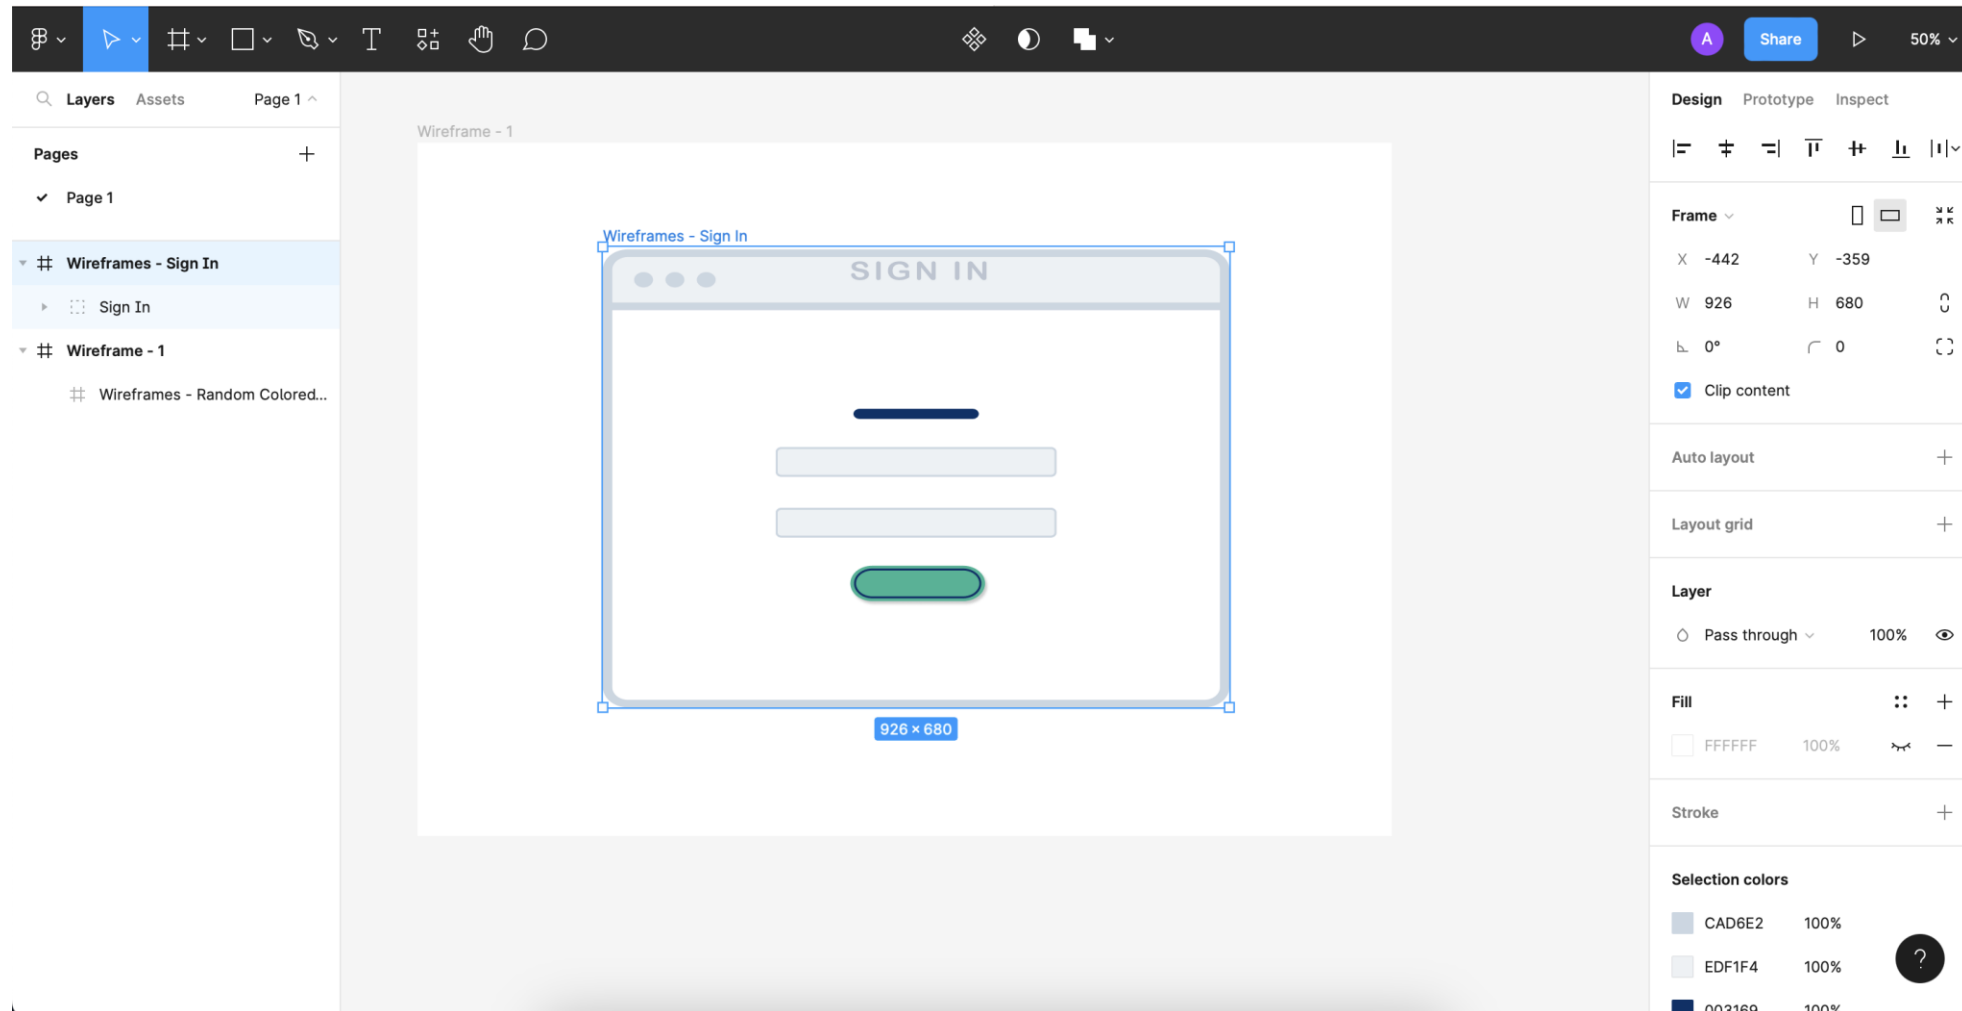 A
Share
50%
Layers Assets Page 1
Pages
Page 1
Wireframes - Sign In
Sign In
Wireframe - 1
Wireframes - Random Colored...
Wireframe - 1
Wireframes - Sign In
SIGN IN
926 × 680
Design Prototype Inspect
Frame
X -442 Y -359
W 926 H 680
0° 0
Clip content
Auto layout
Layout grid
Layer
Pass through 100%
Fill
FFFFFF 100%
Stroke
Selection colors
CAD6E2 100%
EDF1F4 100%
003169 100%
?